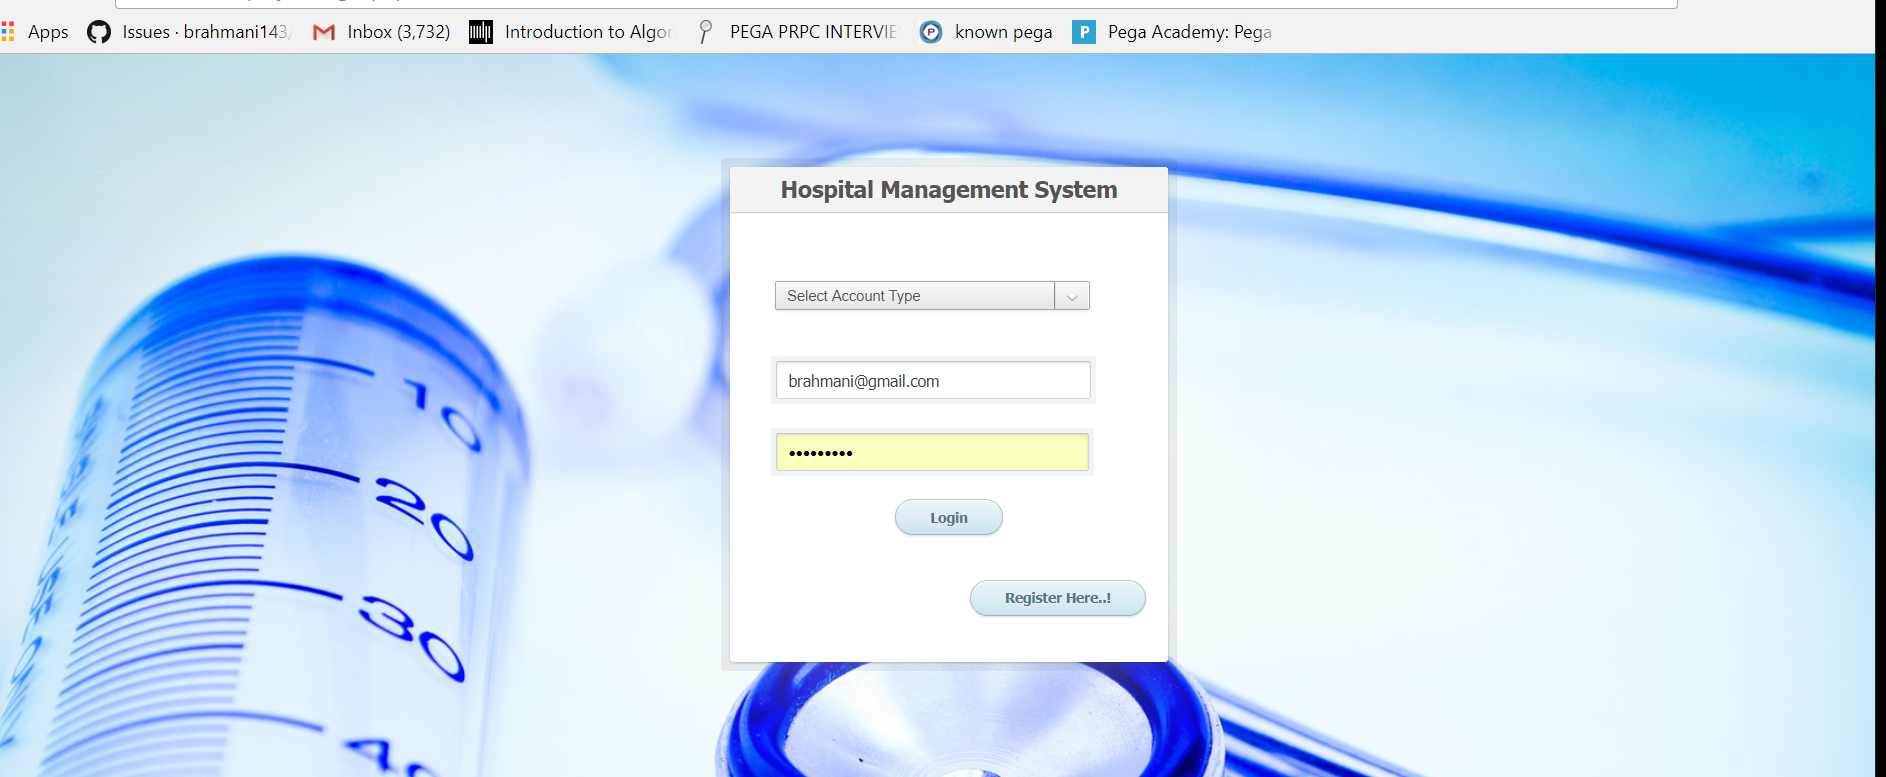 Apps Issues · brahmani143/ Inbox (3,732) Introduction to Algor PEGA PRPC INTERVIE known pega Pega Academy: Pega
Hospital Management System
Select Account Type
brahmani@gmail.com
•••••••••
Login
Register Here..!
10
20
30
40